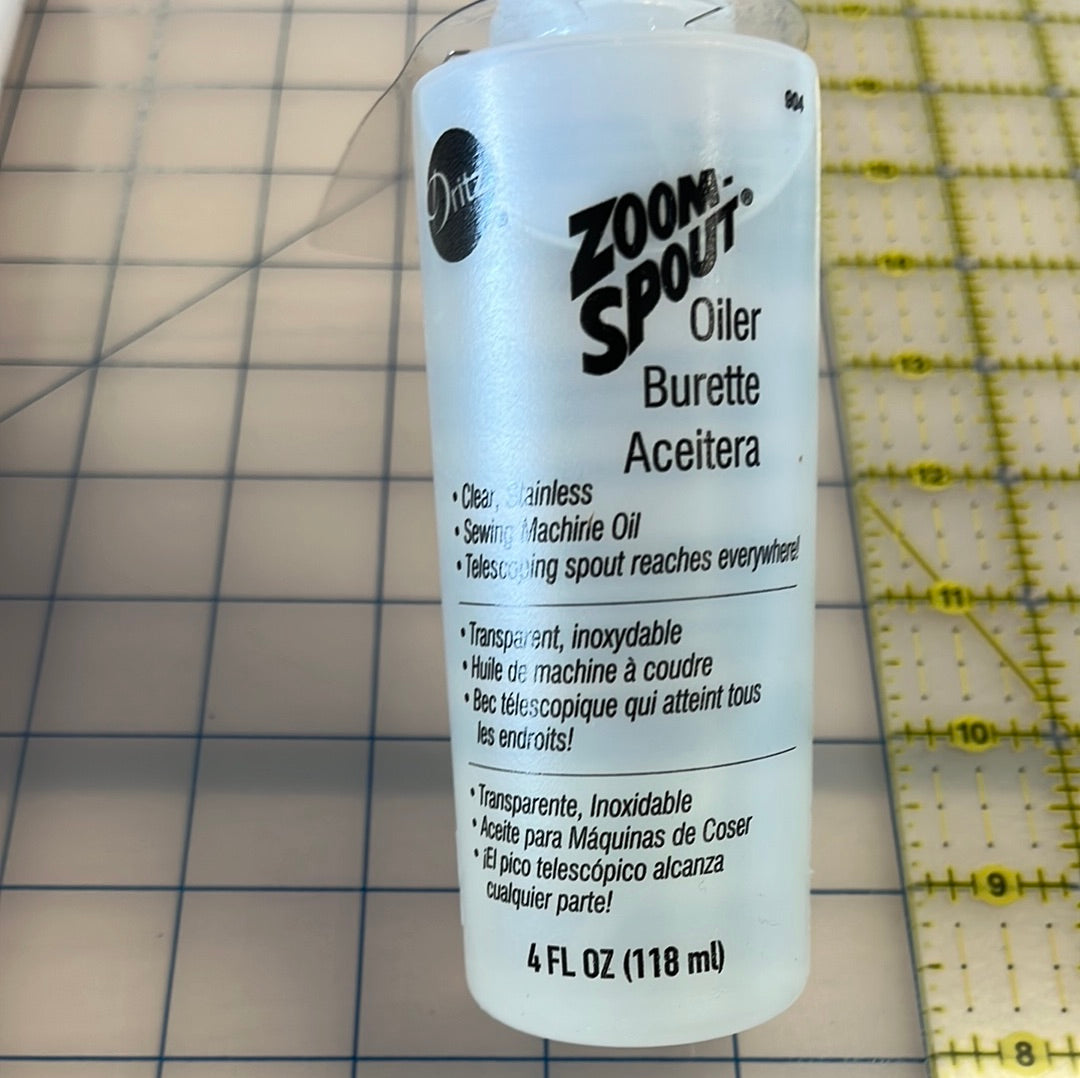 804
Dritz
ZOOM-
SPOUT®
Oiler
Burette
Aceitera
• Clear, Stainless
• Sewing Machine Oil
• Telescoping spout reaches everywhere!
• Transparent, inoxydable
• Huile de machine à coudre
• Bec télescopique qui atteint tous
les endroits!
• Transparente, Inoxidable
• Aceite para Máquinas de Coser
• ¡El pico telescópico alcanza
cualquier parte!
4 FL OZ (118 ml)
14
13
12
11
10
9
8